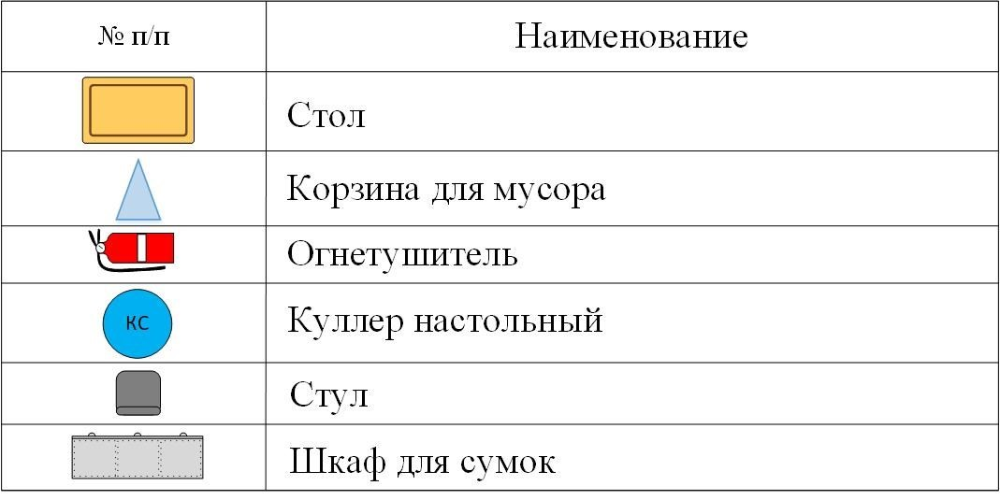 № п/п
Наименование
Стол
Корзина для мусора
Огнетушитель
КС
Куллер настольный
Стул
Шкаф для сумок